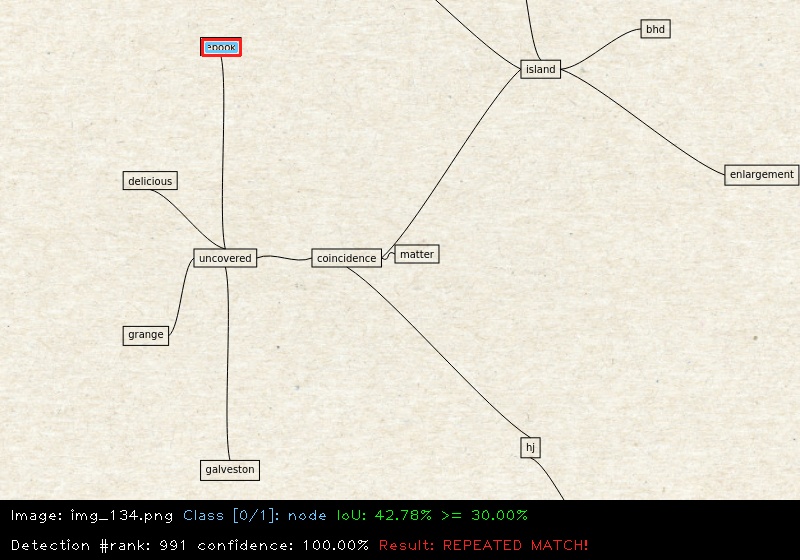 bhd
ebook
island
enlargement
delicious
matter
uncovered
coincidence
grange
hj
galveston
Image: img_134.png Class [0/1]: node IoU: 42.78% >= 30.00%
Detection #rank: 991 confidence: 100.00% Result: REPEATED MATCH!